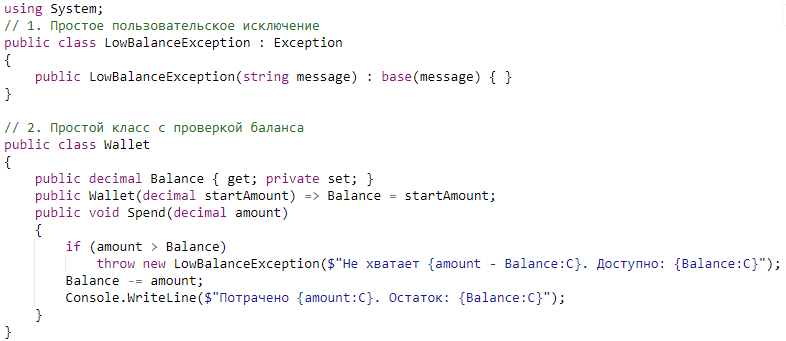 using System;
// 1. Простое пользовательское исключение
public class LowBalanceException : Exception
{
    public LowBalanceException(string message) : base(message) { }
}

// 2. Простой класс с проверкой баланса
public class Wallet
{
    public decimal Balance { get; private set; }
    public Wallet(decimal startAmount) => Balance = startAmount;
    public void Spend(decimal amount)
    {
        if (amount > Balance)
            throw new LowBalanceException($"Не хватает {amount - Balance:C}. Доступно: {Balance:C}");
        Balance -= amount;
        Console.WriteLine($"Потрачено {amount:C}. Остаток: {Balance:C}");
    }
}